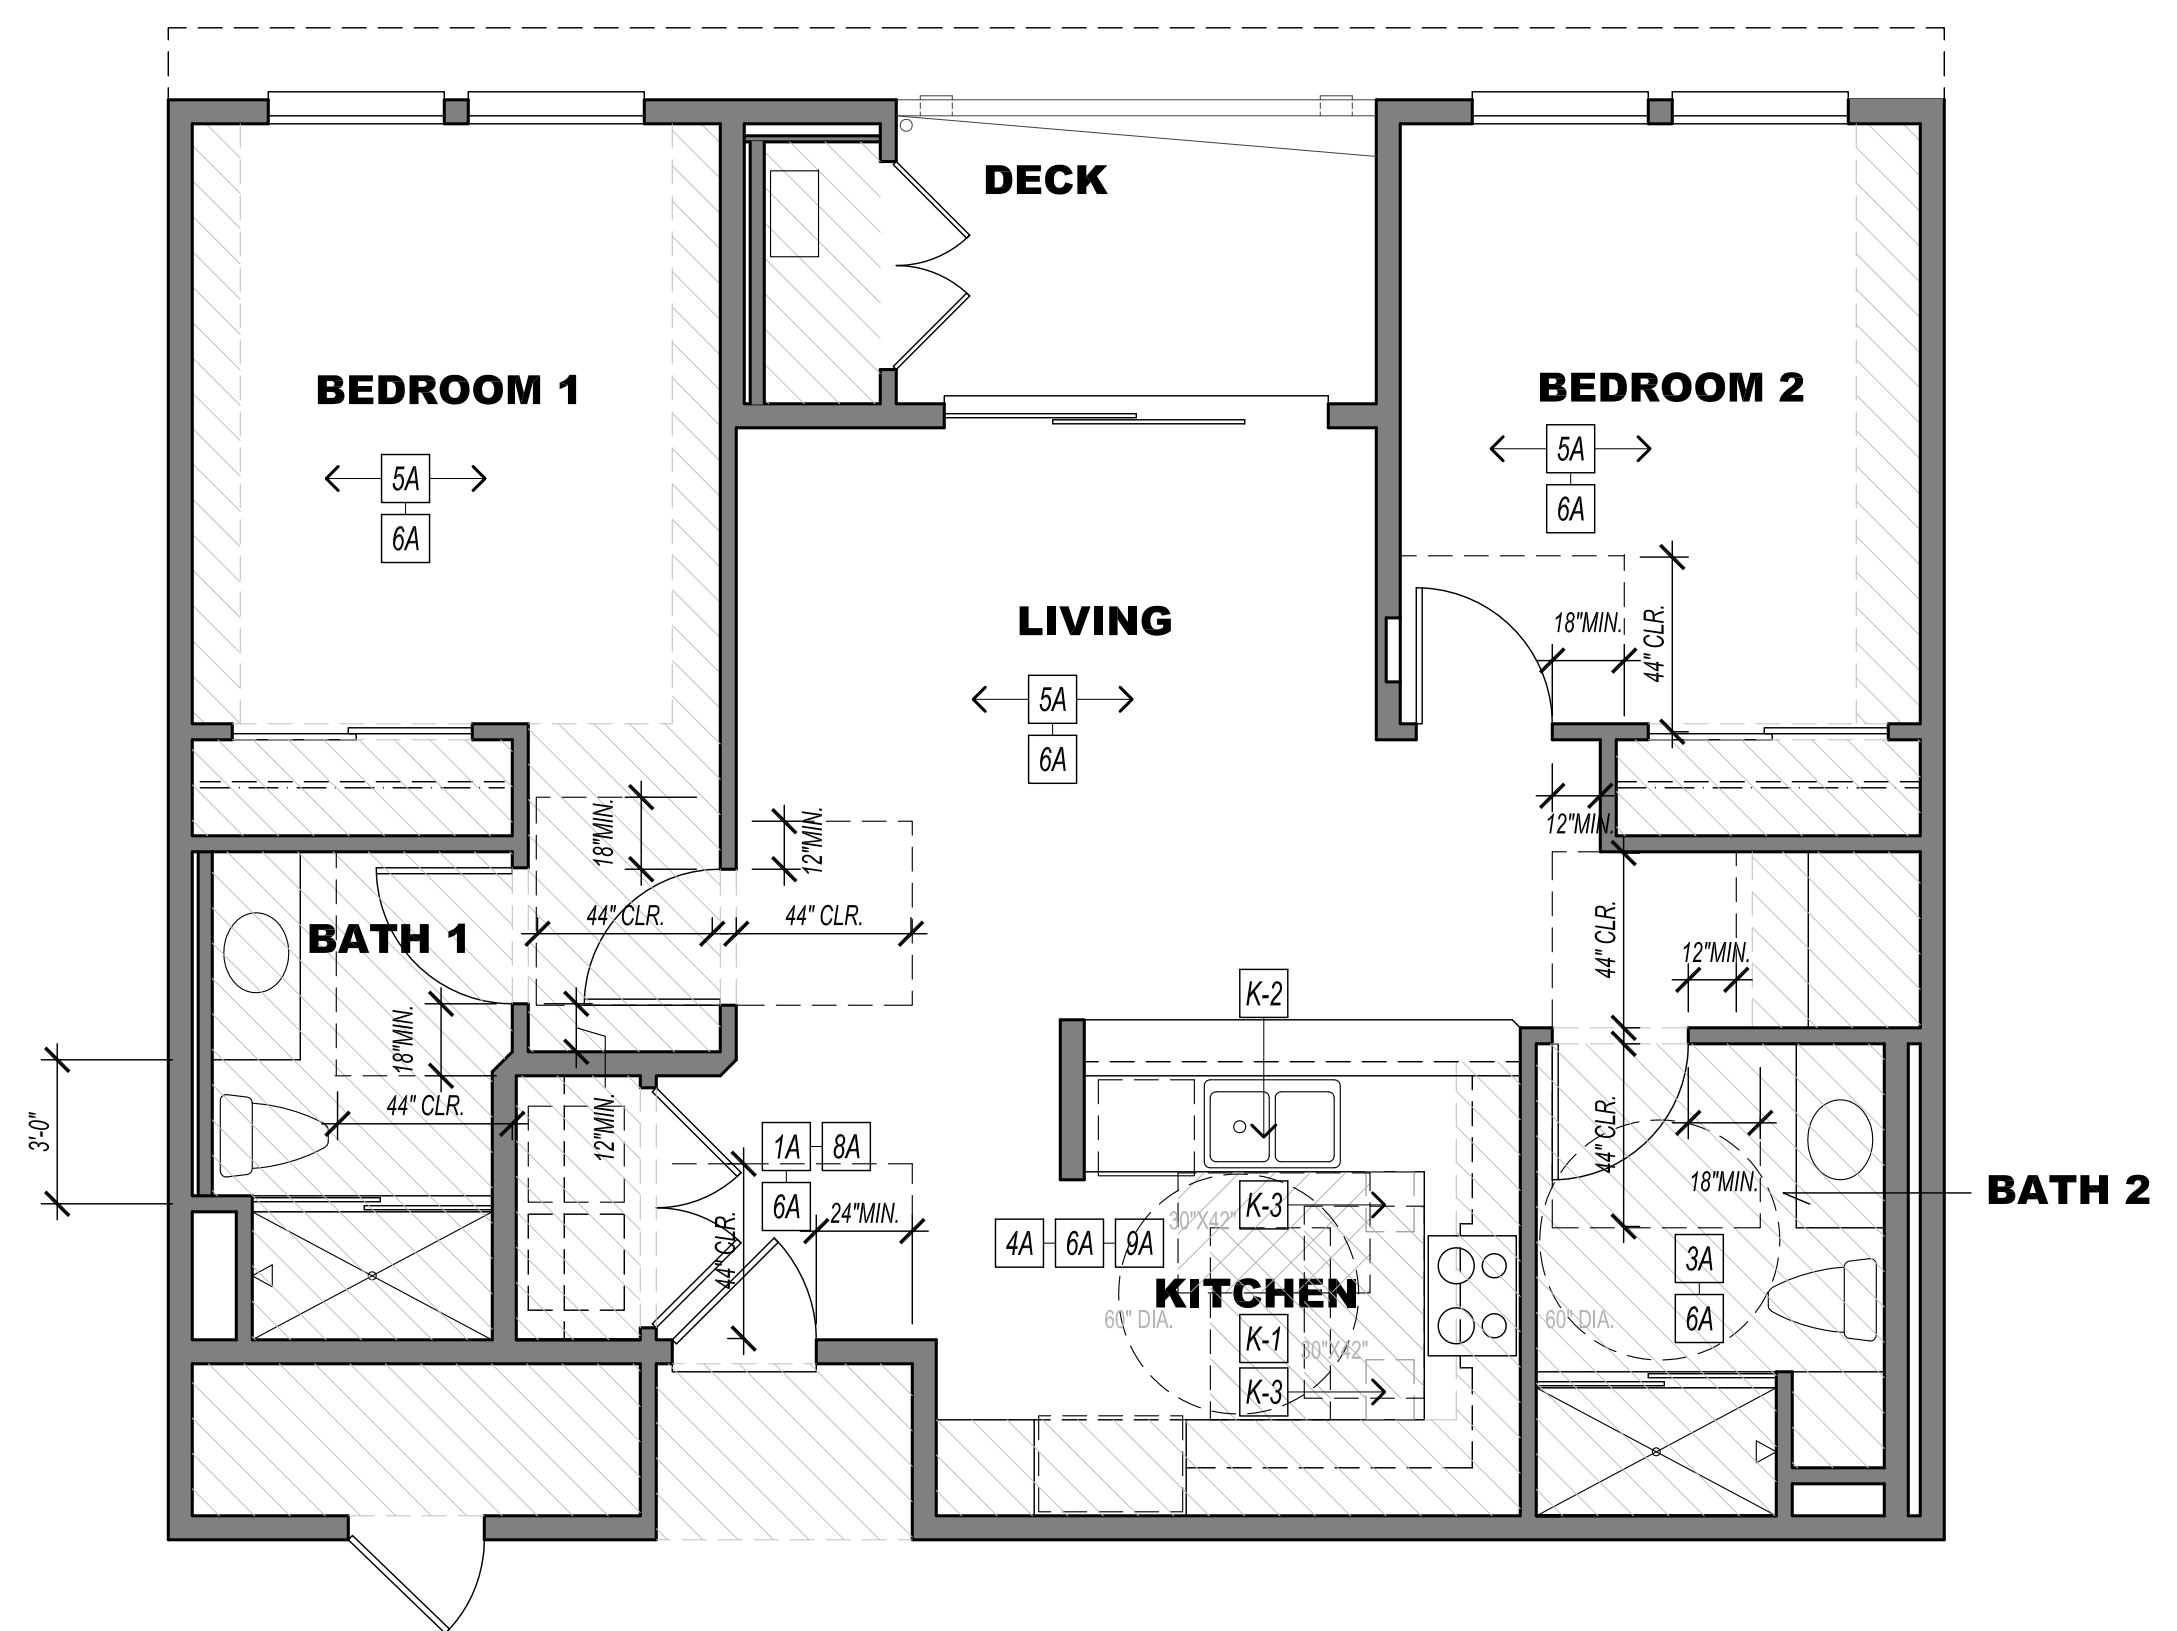 DECK
BEDROOM 1
5A
6A
BEDROOM 2
5A
6A
LIVING
5A
6A
18"MIN.
44" CLR.
12"MIN.
18"MIN.
12"MIN.
44" CLR.
44" CLR.
BATH 1
18"MIN.
44" CLR.
3'-0"
12"MIN.
44" CLR.
12"MIN.
44" CLR.
18"MIN.
BATH 2
K-2
1A
8A
6A
24"MIN.
44" CLR.
K-3
30"X42"
4A
6A
9A
KITCHEN
60" DIA.
K-1
30"X42"
K-3
3A
6A
60" DIA.